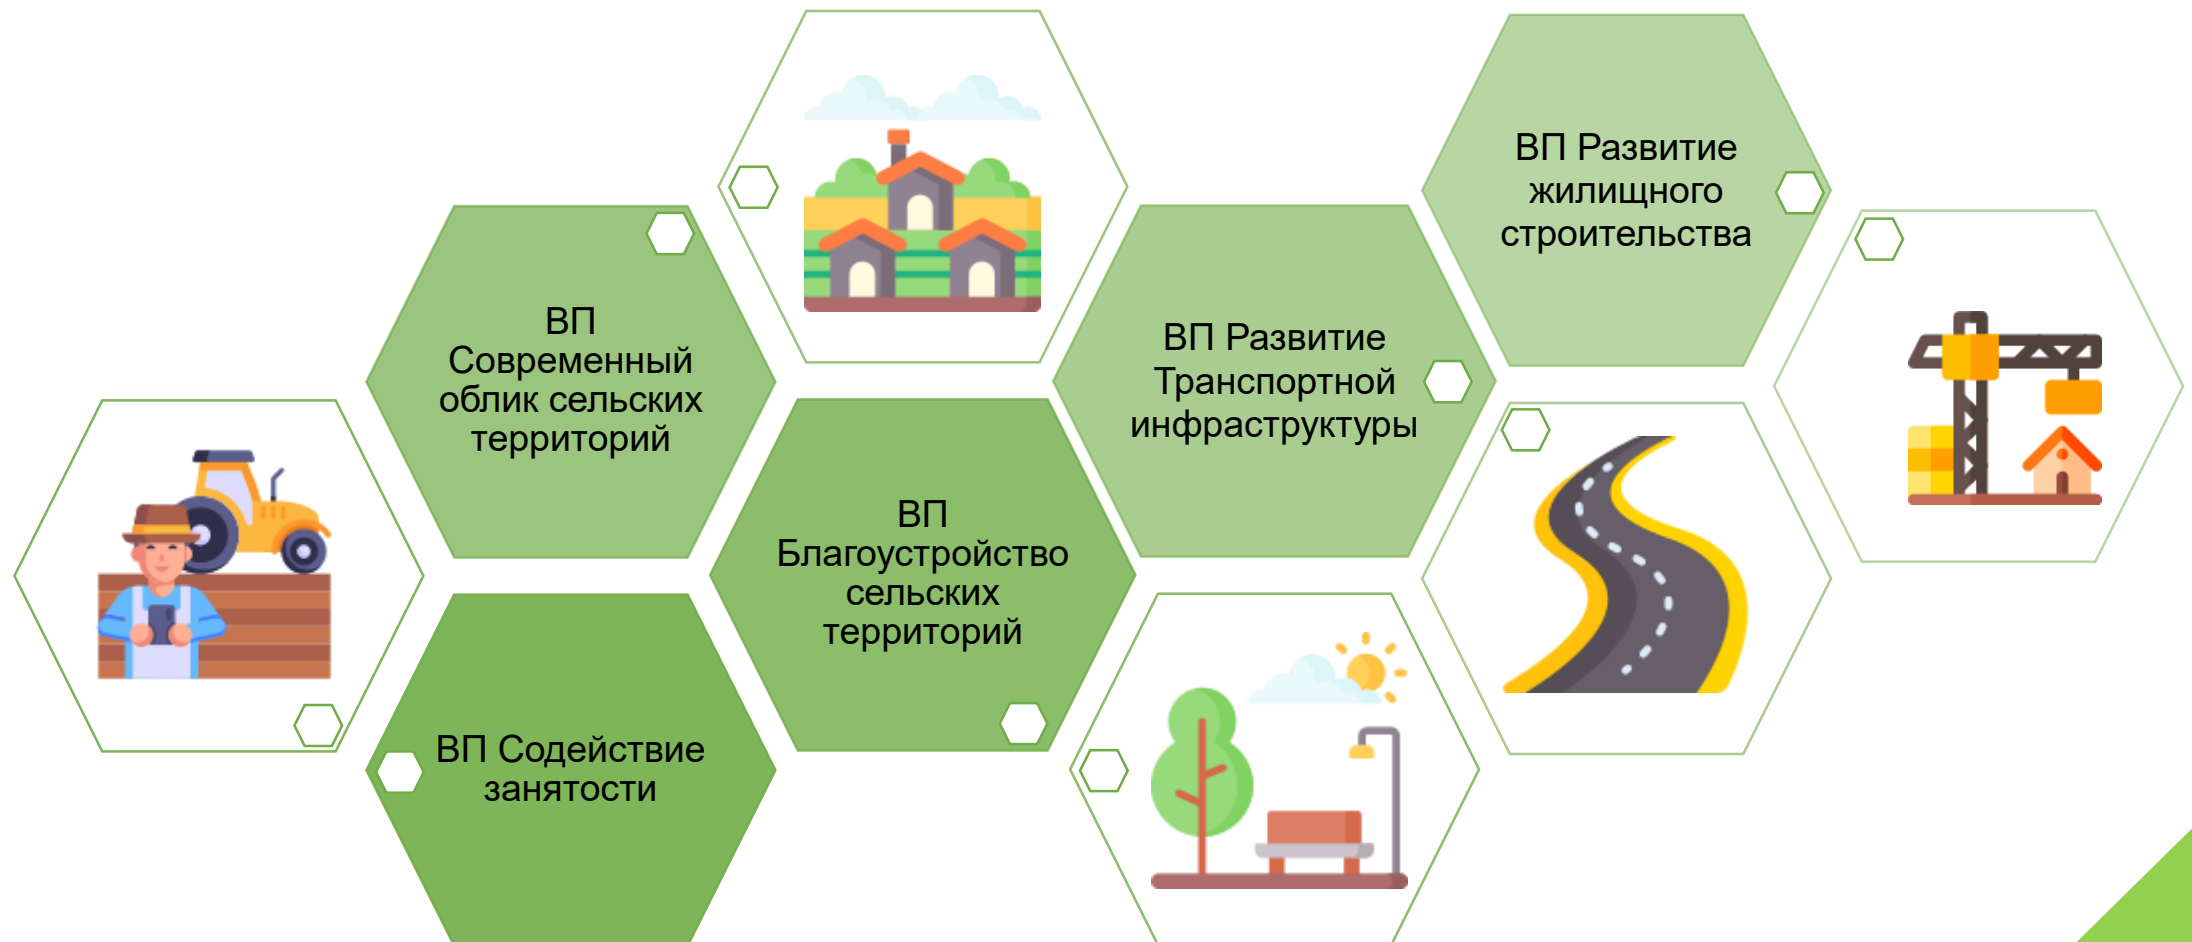 ВП
Современный
облик сельских
территорий
ВП Содействие
занятости
ВП
Благоустройство
сельских
территорий
ВП Развитие
Транспортной
инфраструктуры
ВП Развитие
жилищного
строительства